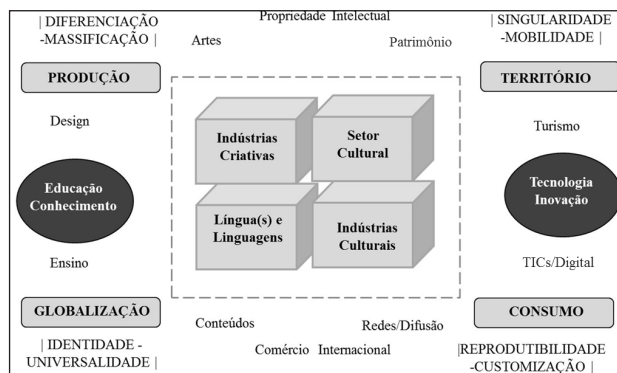 | DIFERENCIAÇÃO
-MASSIFICAÇÃO |
Propriedade Intelectual
| SINGULARIDADE
-MOBILIDADE |
Artes
Patrimônio
PRODUÇÃO
TERRITÓRIO
Design
Turismo
Indústrias
Criativas
Setor
Cultural
Educação
Conhecimento
Tecnologia
Inovação
Língua(s) e
Linguagens
Indústrias
Culturais
Ensino
TICs/Digital
GLOBALIZAÇÃO
CONSUMO
Conteúdos
Redes/Difusão
| IDENTIDADE -
UNIVERSALIDADE |
Comércio Internacional
|REPRODUTIBILIDADE
-CUSTOMIZAÇÃO |